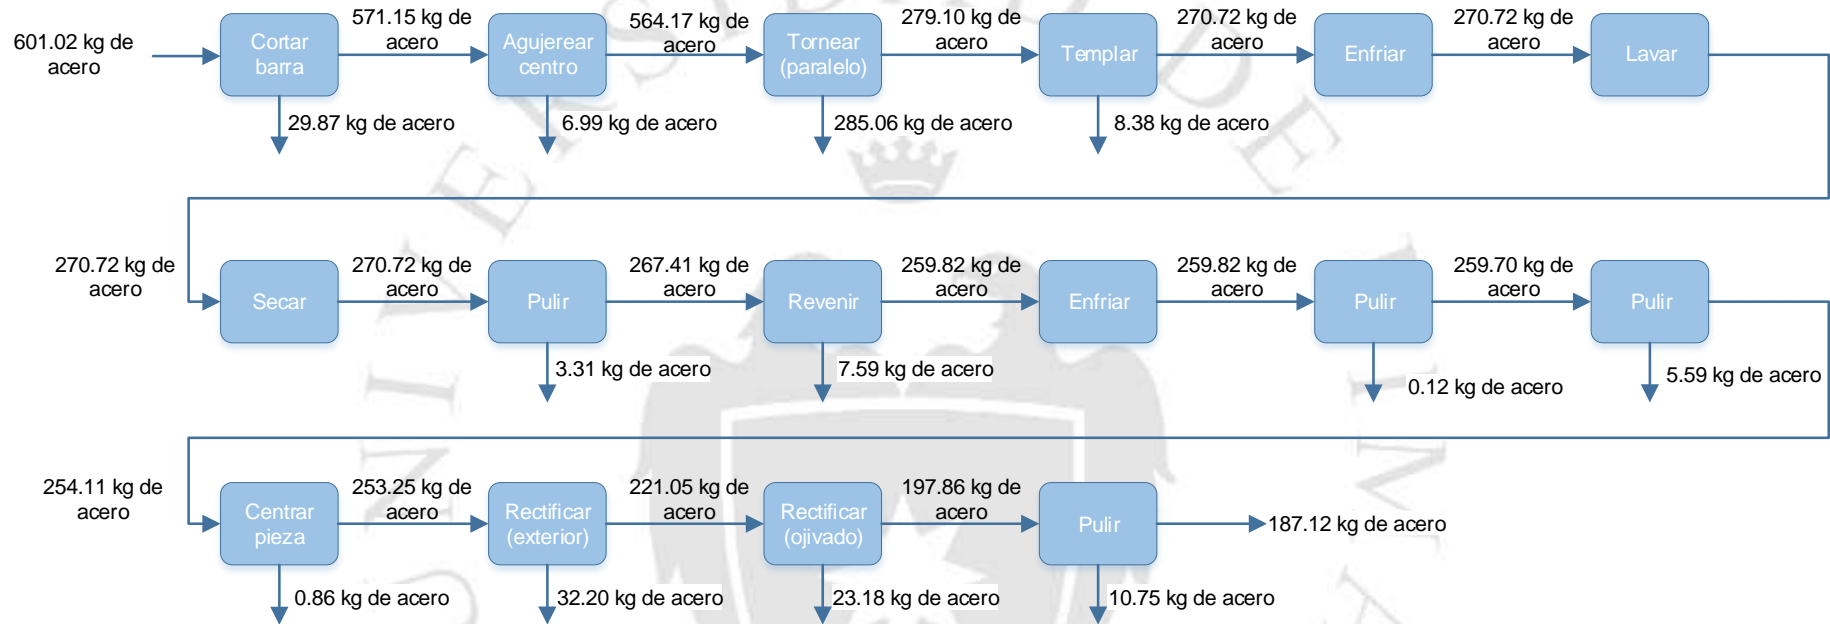 601.02 kg de
acero
Cortar
barra
571.15 kg de
acero
Agujerear
centro
564.17 kg de
acero
Tornear
(paralelo)
279.10 kg de
acero
Templar
270.72 kg de
acero
Enfriar
270.72 kg de
acero
Lavar
29.87 kg de acero
6.99 kg de acero
285.06 kg de acero
8.38 kg de acero
270.72 kg de
acero
Secar
270.72 kg de
acero
Pulir
267.41 kg de
acero
Revenir
259.82 kg de
acero
Enfriar
259.82 kg de
acero
Pulir
259.70 kg de
acero
Pulir
3.31 kg de acero
7.59 kg de acero
0.12 kg de acero
5.59 kg de acero
254.11 kg de
acero
Centrar
pieza
253.25 kg de
acero
Rectificar
(exterior)
221.05 kg de
acero
Rectificar
(ojivado)
197.86 kg de
acero
Pulir
187.12 kg de acero
0.86 kg de acero
32.20 kg de acero
23.18 kg de acero
10.75 kg de acero